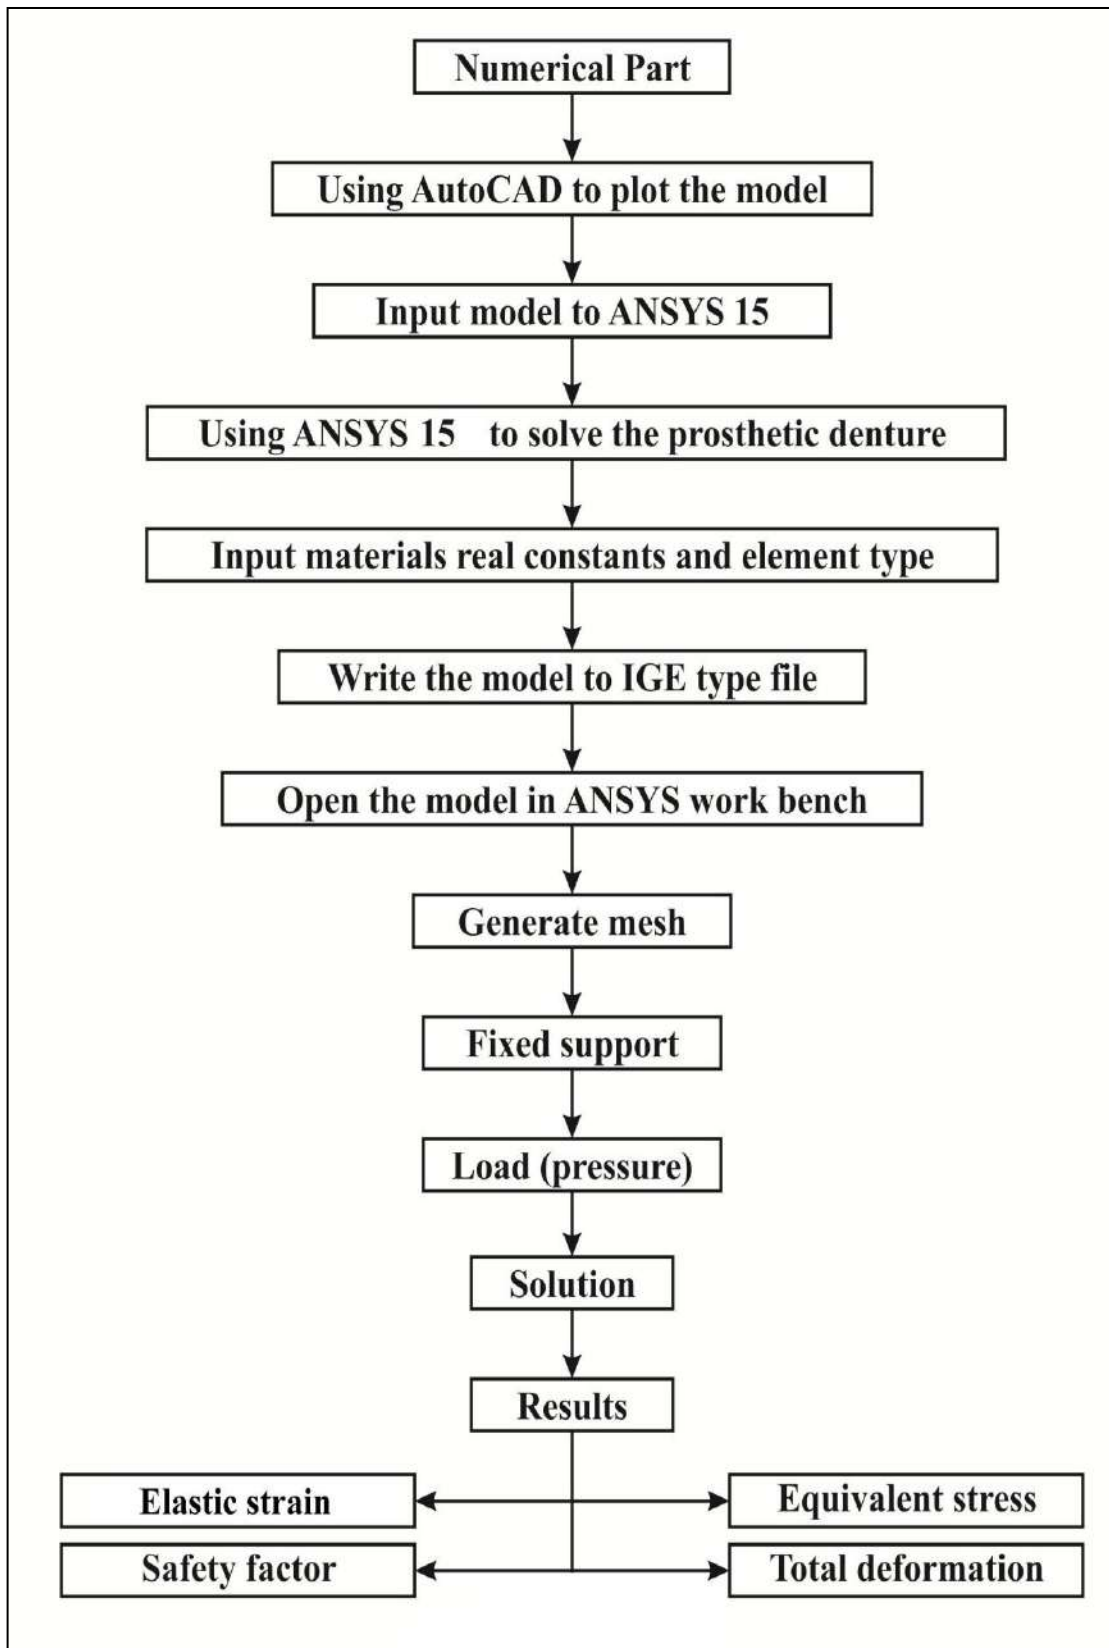 Numerical Part
Using AutoCAD to plot the model
Input model to ANSYS 15
Using ANSYS 15 to solve the prosthetic denture
Input materials real constants and element type
Write the model to IGE type file
Open the model in ANSYS work bench
Generate mesh
Fixed support
Load (pressure)
Solution
Results
Elastic strain
Equivalent stress
Safety factor
Total deformation